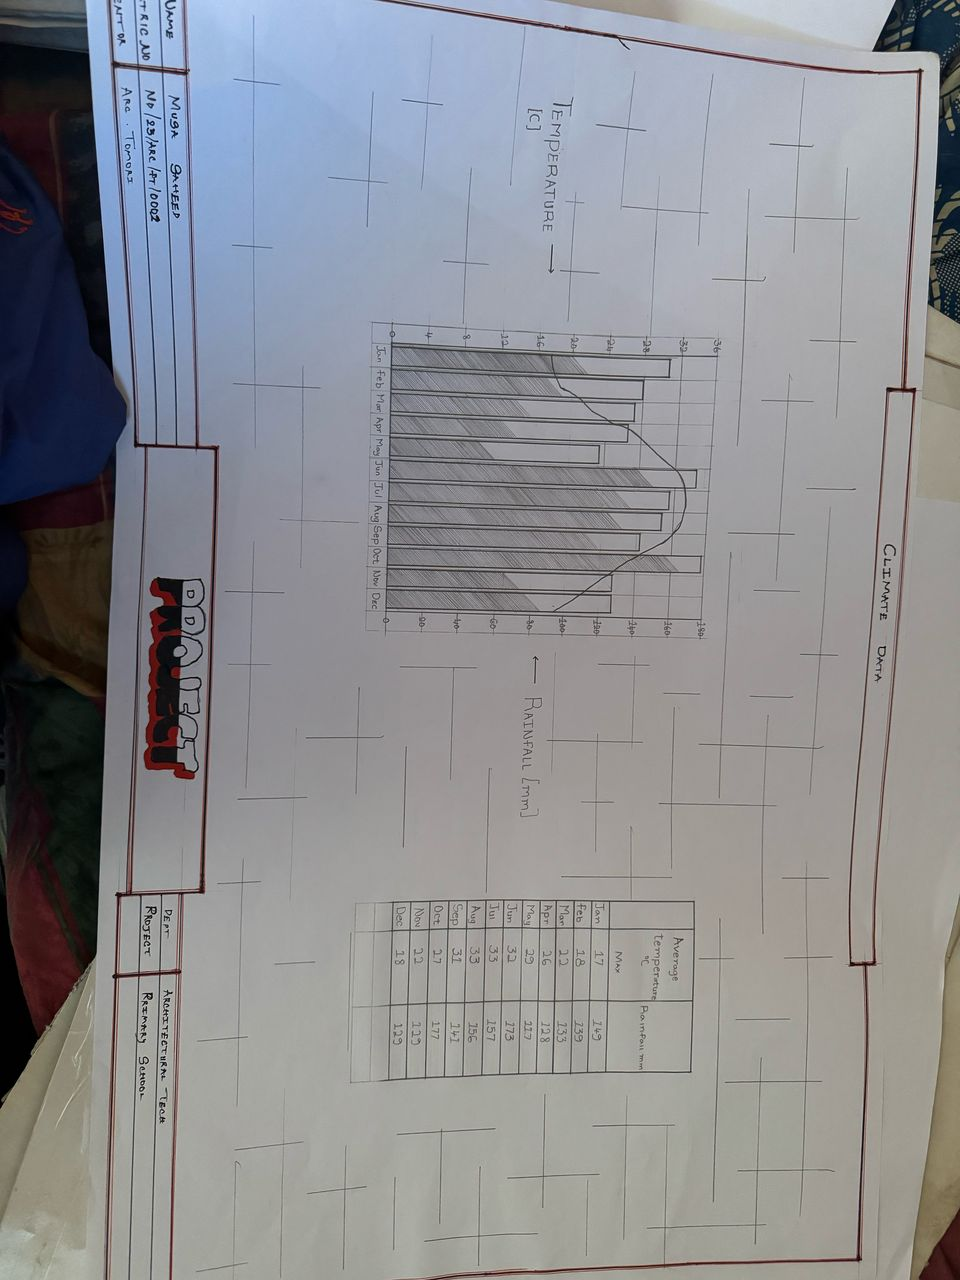 CLIMATE DATA
TEMPERATURE →
[C]
← RAINFALL [mm]
36
32
28
24
20
16
12
8
4
0
180
160
140
120
100
80
60
40
20
0
Jan Feb Mar Apr May Jun Jul Aug Sep Oct Nov Dec
Average temperature °C Rainfall mm
Max
Jan 17 149
Feb 18 139
Mar 22 133
Apr 26 128
May 29 117
Jun 32 173
Jul 33 157
Aug 33 156
Sep 31 141
Oct 27 177
Nov 22 129
Dec 18 129
NAME MUSA SAHEED
TRIC NO ND/23/ARC/PT/0002
ENTOR ARC. TOMORI
PROJECT
DEPT ARCHITECTURAL TECH
PROJECT PRIMARY SCHOOL